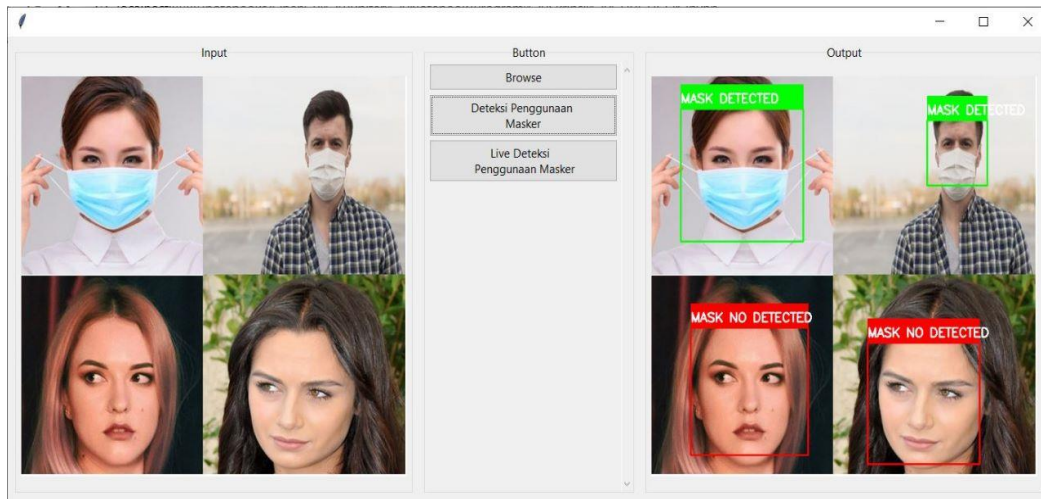 Input
Button
Output
Browse
Deteksi Penggunaan
Masker
Live Deteksi
Penggunaan Masker
MASK DETECTED
MASK DETECTED
MASK NO DETECTED
MASK NO DETECTED